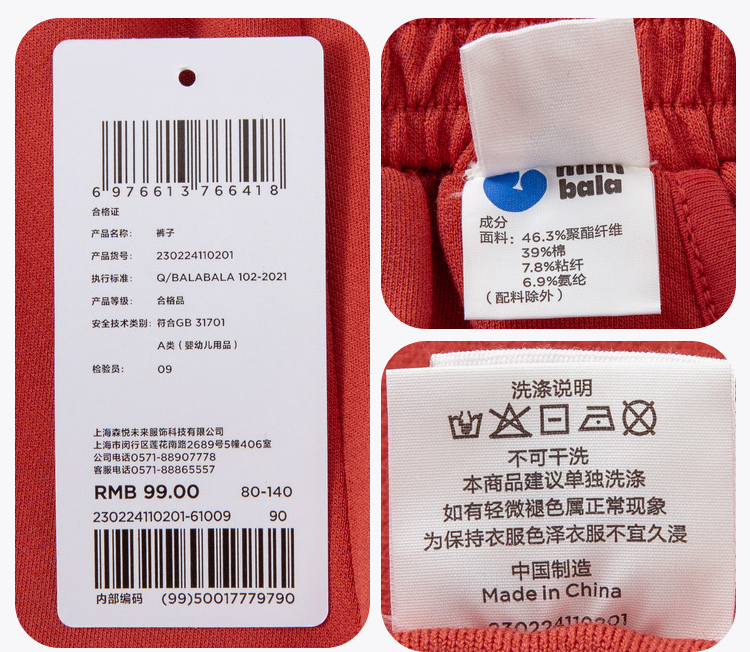 6 976613 766418
合格证
产品名称： 裤子
产品货号： 230224110201
执行标准： Q/BALABALA 102-2021
产品等级： 合格品
安全技术类别：符合GB 31701
A类（婴幼儿用品）
检验员： 09
上海森悦未来服饰科技有限公司
上海市闵行区莲花南路2689号5幢406室
公司电话0571-88907778
客服电话0571-88865557
RMB 99.00 80-140
230224110201-61009 90
内部编码 (99)50017779790
mini
bala
成分
面料：46.3%聚酯纤维
39%棉
7.8%粘纤
6.9%氨纶
（配料除外）
洗涤说明
不可干洗
本商品建议单独洗涤
如有轻微褪色属正常现象
为保持衣服色泽衣服不宜久浸
中国制造
Made in China
230224110201